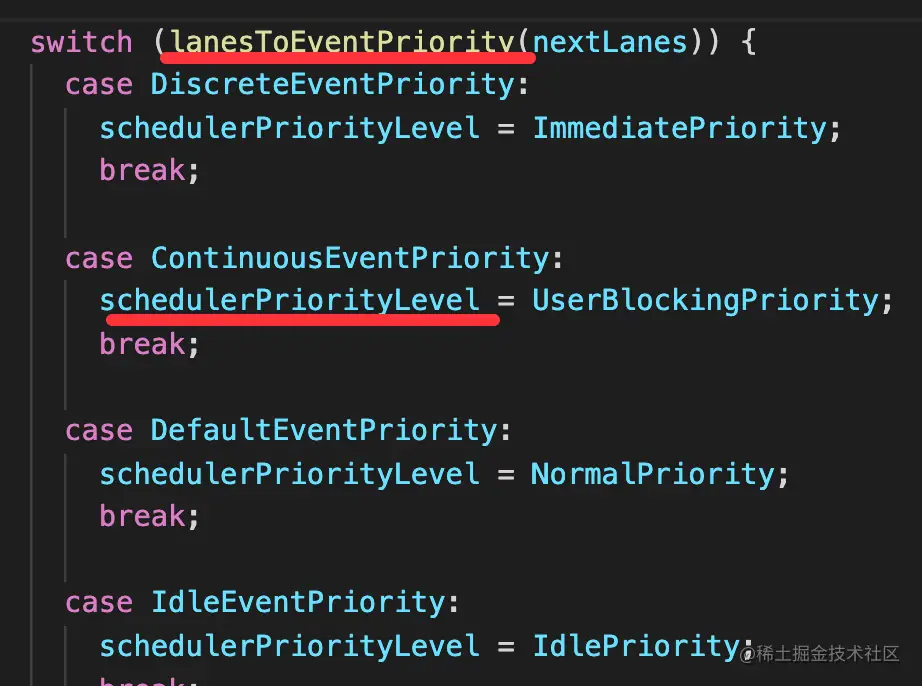 switch (lanesToEventPriority(nextLanes)) {
case DiscreteEventPriority:
schedulerPriorityLevel = ImmediatePriority;
break;
case ContinuousEventPriority:
schedulerPriorityLevel = UserBlockingPriority;
break;
case DefaultEventPriority:
schedulerPriorityLevel = NormalPriority;
break;
case IdleEventPriority:
schedulerPriorityLevel = IdlePriority;
@稀土掘金技术社区
break;